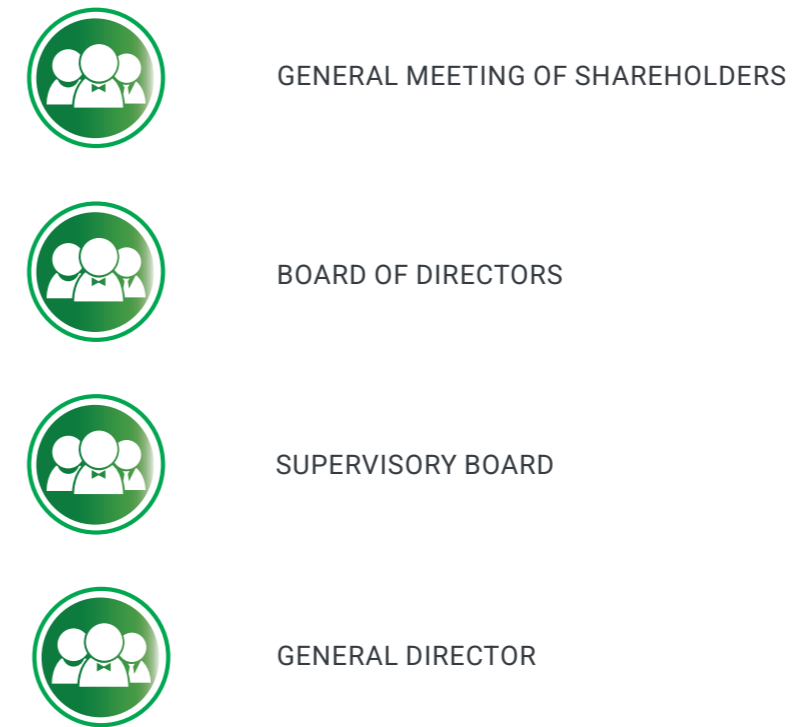 GENERAL MEETING OF SHAREHOLDERS
BOARD OF DIRECTORS
SUPERVISORY BOARD
GENERAL DIRECTOR